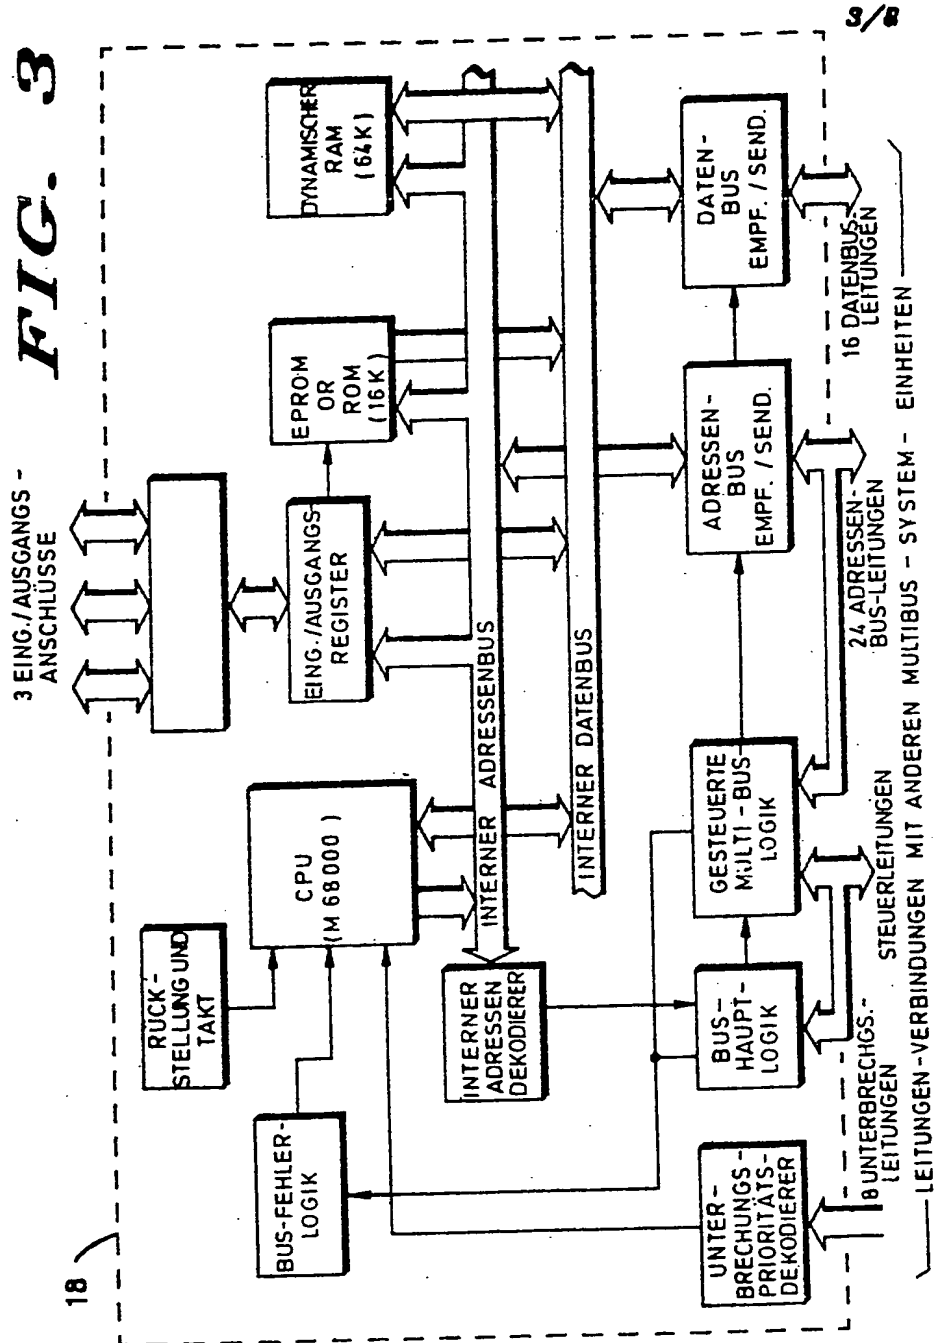 3/8
FIG. 3
18
3 EING./AUSGANGS-
ANSCHLÜSSE
RÜCK-
STELLUNG UND
TAKT
BUS-FEHLER-
LOGIK
CPU
(M 68000)
EING./AUSGANGS-
REGISTER
EPROM
OR
ROM
(16K)
DYNAMISCHER
RAM
(64K)
INTERNER ADRESSENBUS
INTERNER DATENBUS
INTERNER
ADRESSEN
DEKODIERER
UNTER-
BRECHUNGS-
PRIORITÄTS-
DEKODIERER
BUS-
HAUPT-
LOGIK
GESTEUERTE
MULTI-BUS
LOGIK
ADRESSEN-
BUS
EMPF./SEND.
DATEN-
BUS
EMPF./SEND.
8 UNTERBRECHGS.-
LEITUNGEN
STEUERLEITUNGEN
24 ADRESSEN-
BUS-LEITUNGEN
16 DATENBUS-
LEITUNGEN
LEITUNGEN-VERBINDUNGEN MIT ANDEREN MULTIBUS-SYSTEM-EINHEITEN